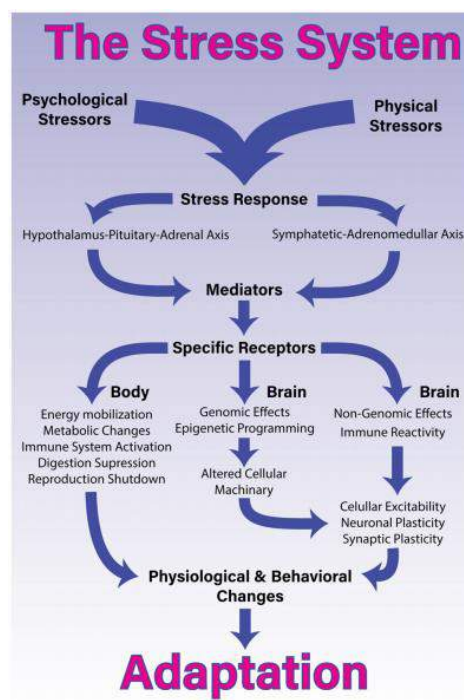 The Stress System
Psychological
Stressors
Physical
Stressors
Stress Response
Hypothalamus-Pituitary-Adrenal Axis
Symphatetic-Adrenomedullar Axis
Mediators
Specific Receptors
Body
Energy mobilization
Metabolic Changes
Immune System Activation
Digestion Supression
Reproduction Shutdown
Brain
Genomic Effects
Epigenetic Programming
Altered Cellular
Machinary
Brain
Non-Genomic Effects
Immune Reactivity
Celullar Excitability
Neuronal Plasticity
Synaptic Plasticity
Physiological & Behavioral
Changes
Adaptation